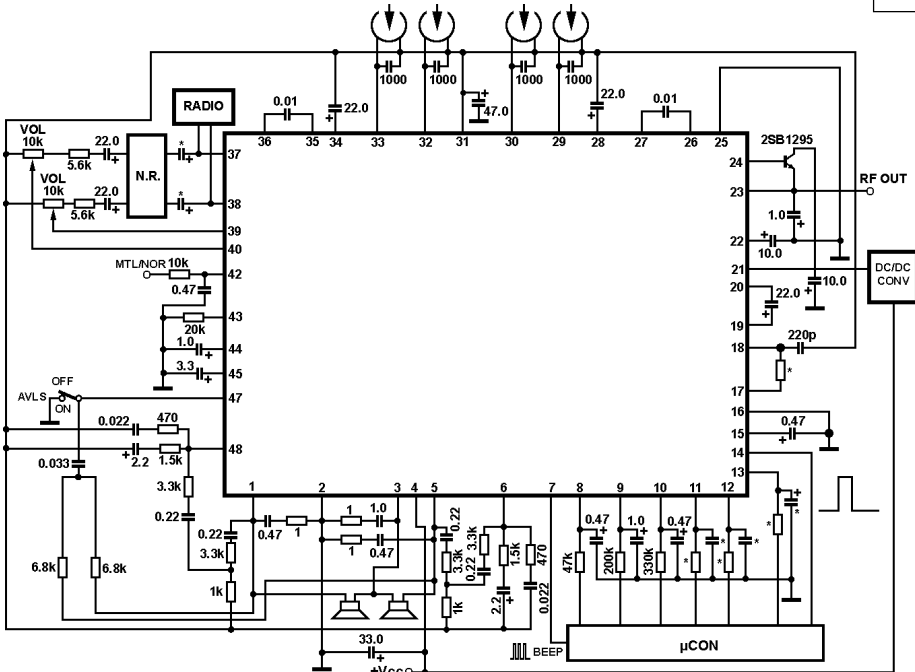 1000
1000
1000
1000
22.0
47.0
22.0
0.01
0.01
36
35
34
33
32
31
30
29
28
27
26
25
RADIO
VOL
10k
5.6k
22.0
N.R.
*
37
VOL
10k
5.6k
22.0
*
38
39
40
MTL/NOR
10k
42
0.47
43
20k
1.0
44
3.3
45
OFF
AVLS
ON
47
0.022
470
48
2.2
1.5k
0.033
24
2SB1295
23
RF OUT
1.0
22
10.0
21
DC/DC
CONV
20
22.0
10.0
19
220p
18
*
17
16
0.47
15
14
13
1
2
3
4
5
6
7
8
9
10
11
12
3.3k
0.22
0.22
3.3k
1k
6.8k
6.8k
0.47
1
1
1.0
1
0.47
0.22
3.3k
1k
3.3k
0.22
1.5k
2.2
470
0.022
47k
0.47
200k
1.0
330k
0.47
*
*
*
*
*
*
33.0
+Vcc
BEEP
µCON